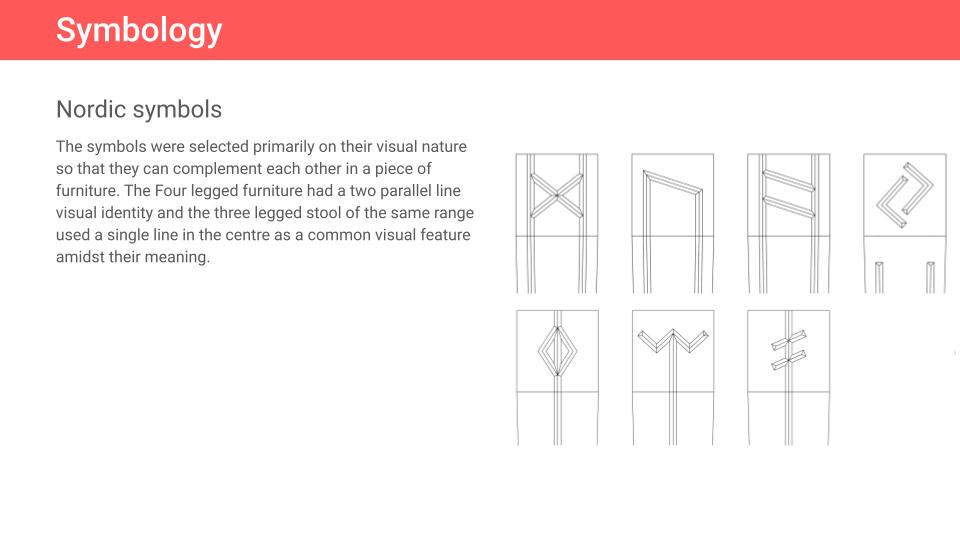 Symbology
Nordic symbols
The symbols were selected primarily on their visual nature
so that they can complement each other in a piece of
furniture. The Four legged furniture had a two parallel line
visual identity and the three legged stool of the same range
used a single line in the centre as a common visual feature
amidst their meaning.